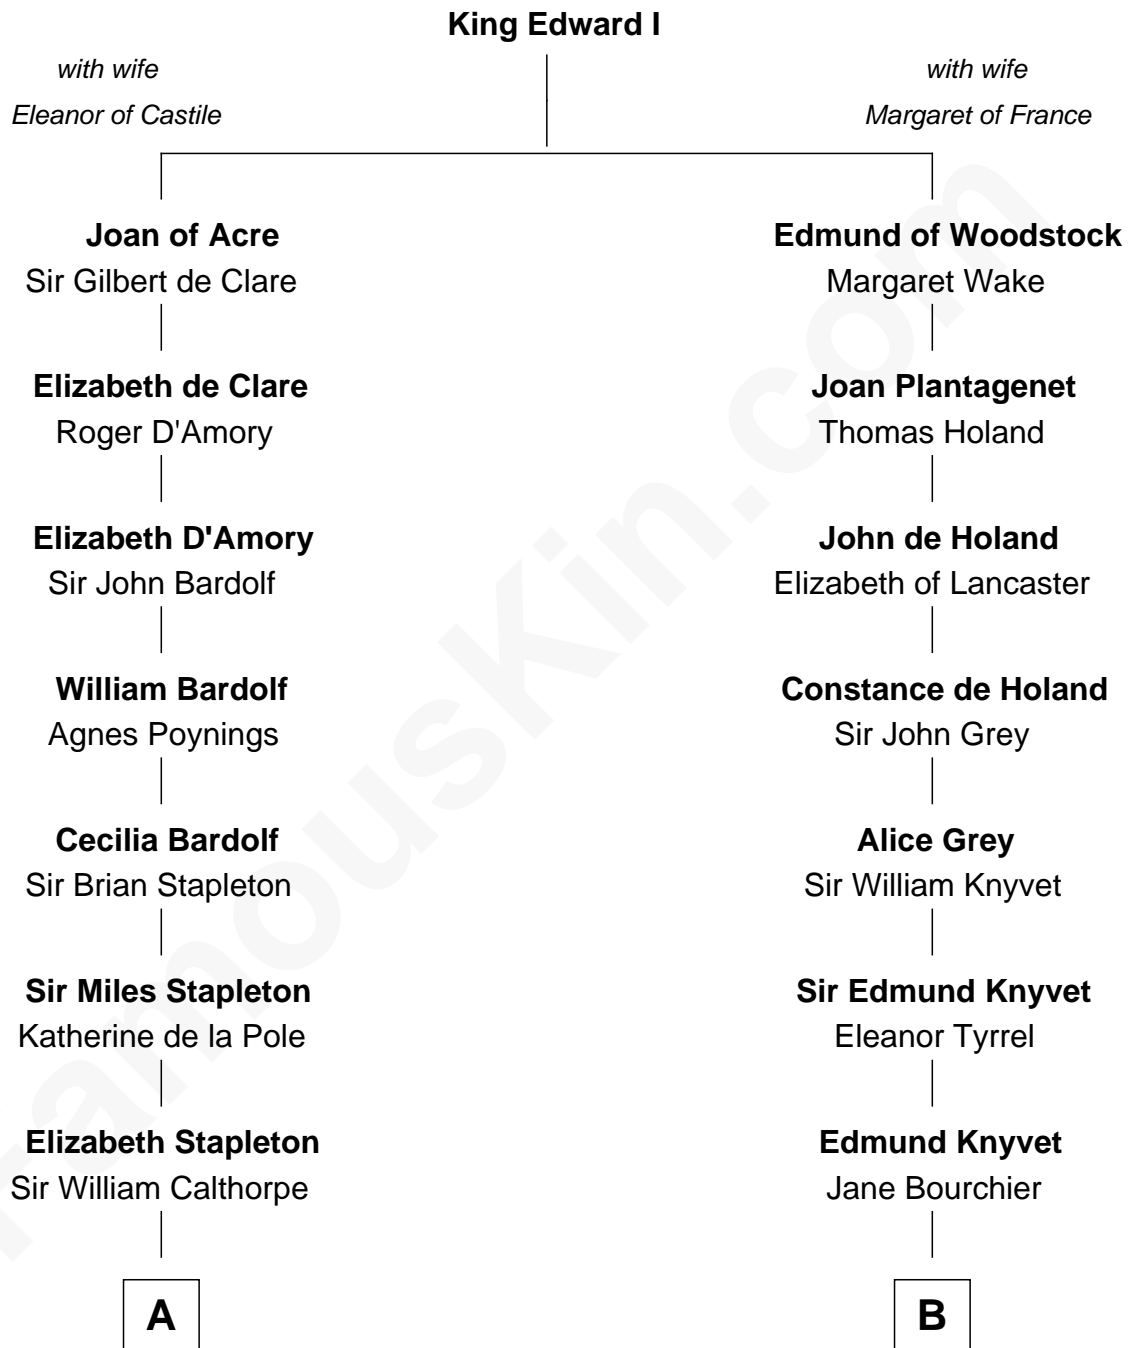 King Edward I
with wife
Eleanor of Castile
with wife
Margaret of France
Joan of Acre
Sir Gilbert de Clare
Edmund of Woodstock
Margaret Wake
Elizabeth de Clare
Roger D'Amory
Joan Plantagenet
Thomas Holand
Elizabeth D'Amory
Sir John Bardolf
John de Holand
Elizabeth of Lancaster
William Bardolf
Agnes Poynings
Constance de Holand
Sir John Grey
Cecilia Bardolf
Sir Brian Stapleton
Alice Grey
Sir William Knyvet
Sir Miles Stapleton
Katherine de la Pole
Sir Edmund Knyvet
Eleanor Tyrrel
Elizabeth Stapleton
Sir William Calthorpe
Edmund Knyvet
Jane Bourchier
A
B
FamousKin.com